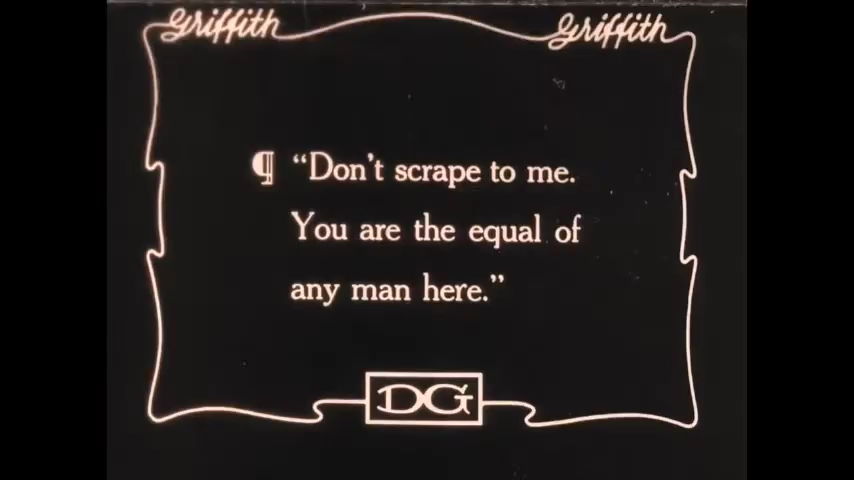 Griffith Griffith
¶ “Don't scrape to me.
You are the equal of
any man here.”
DG